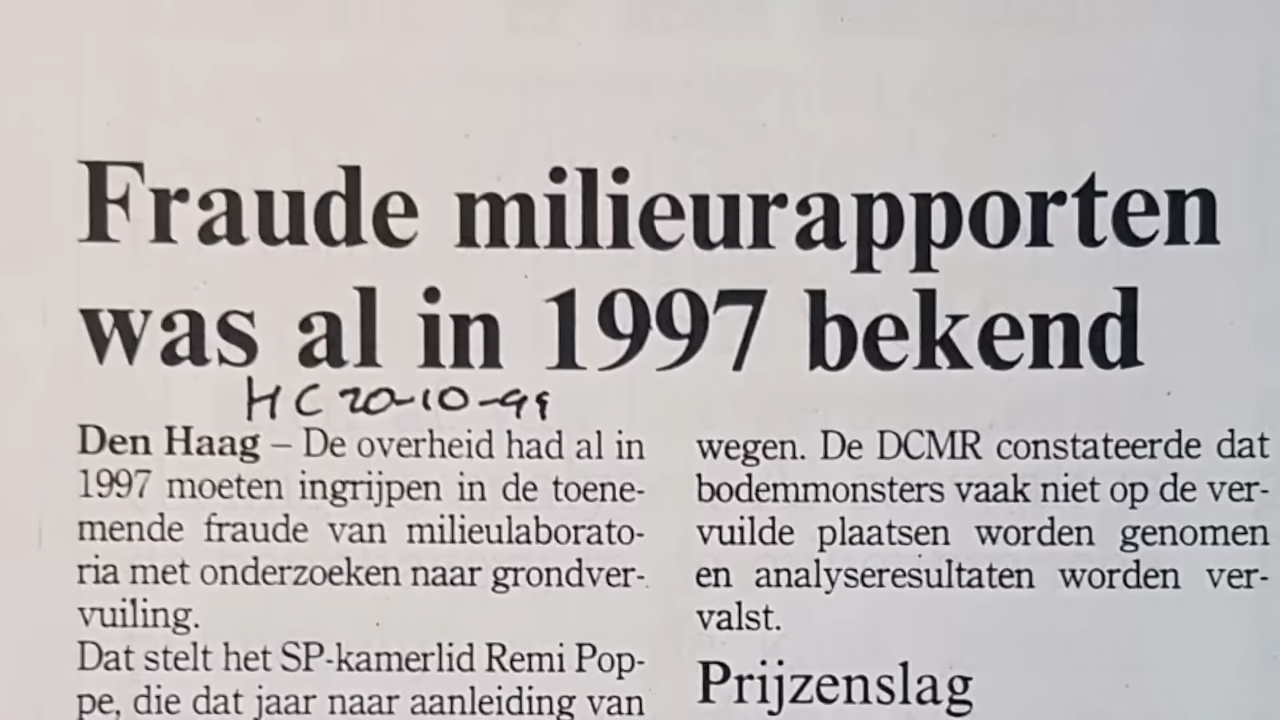 Fraude milieurapporten
was al in 1997 bekend
HC 20-10-99
Den Haag – De overheid had al in
1997 moeten ingrijpen in de toene-
mende fraude van milieulaborato-
ria met onderzoeken naar grondver-
vuiling.
Dat stelt het SP-kamerlid Remi Pop-
pe, die dat jaar naar aanleiding van
wegen. De DCMR constateerde dat
bodemmonsters vaak niet op de ver-
vuilde plaatsen worden genomen
en analyseresultaten worden ver-
valst.
Prijzenslag